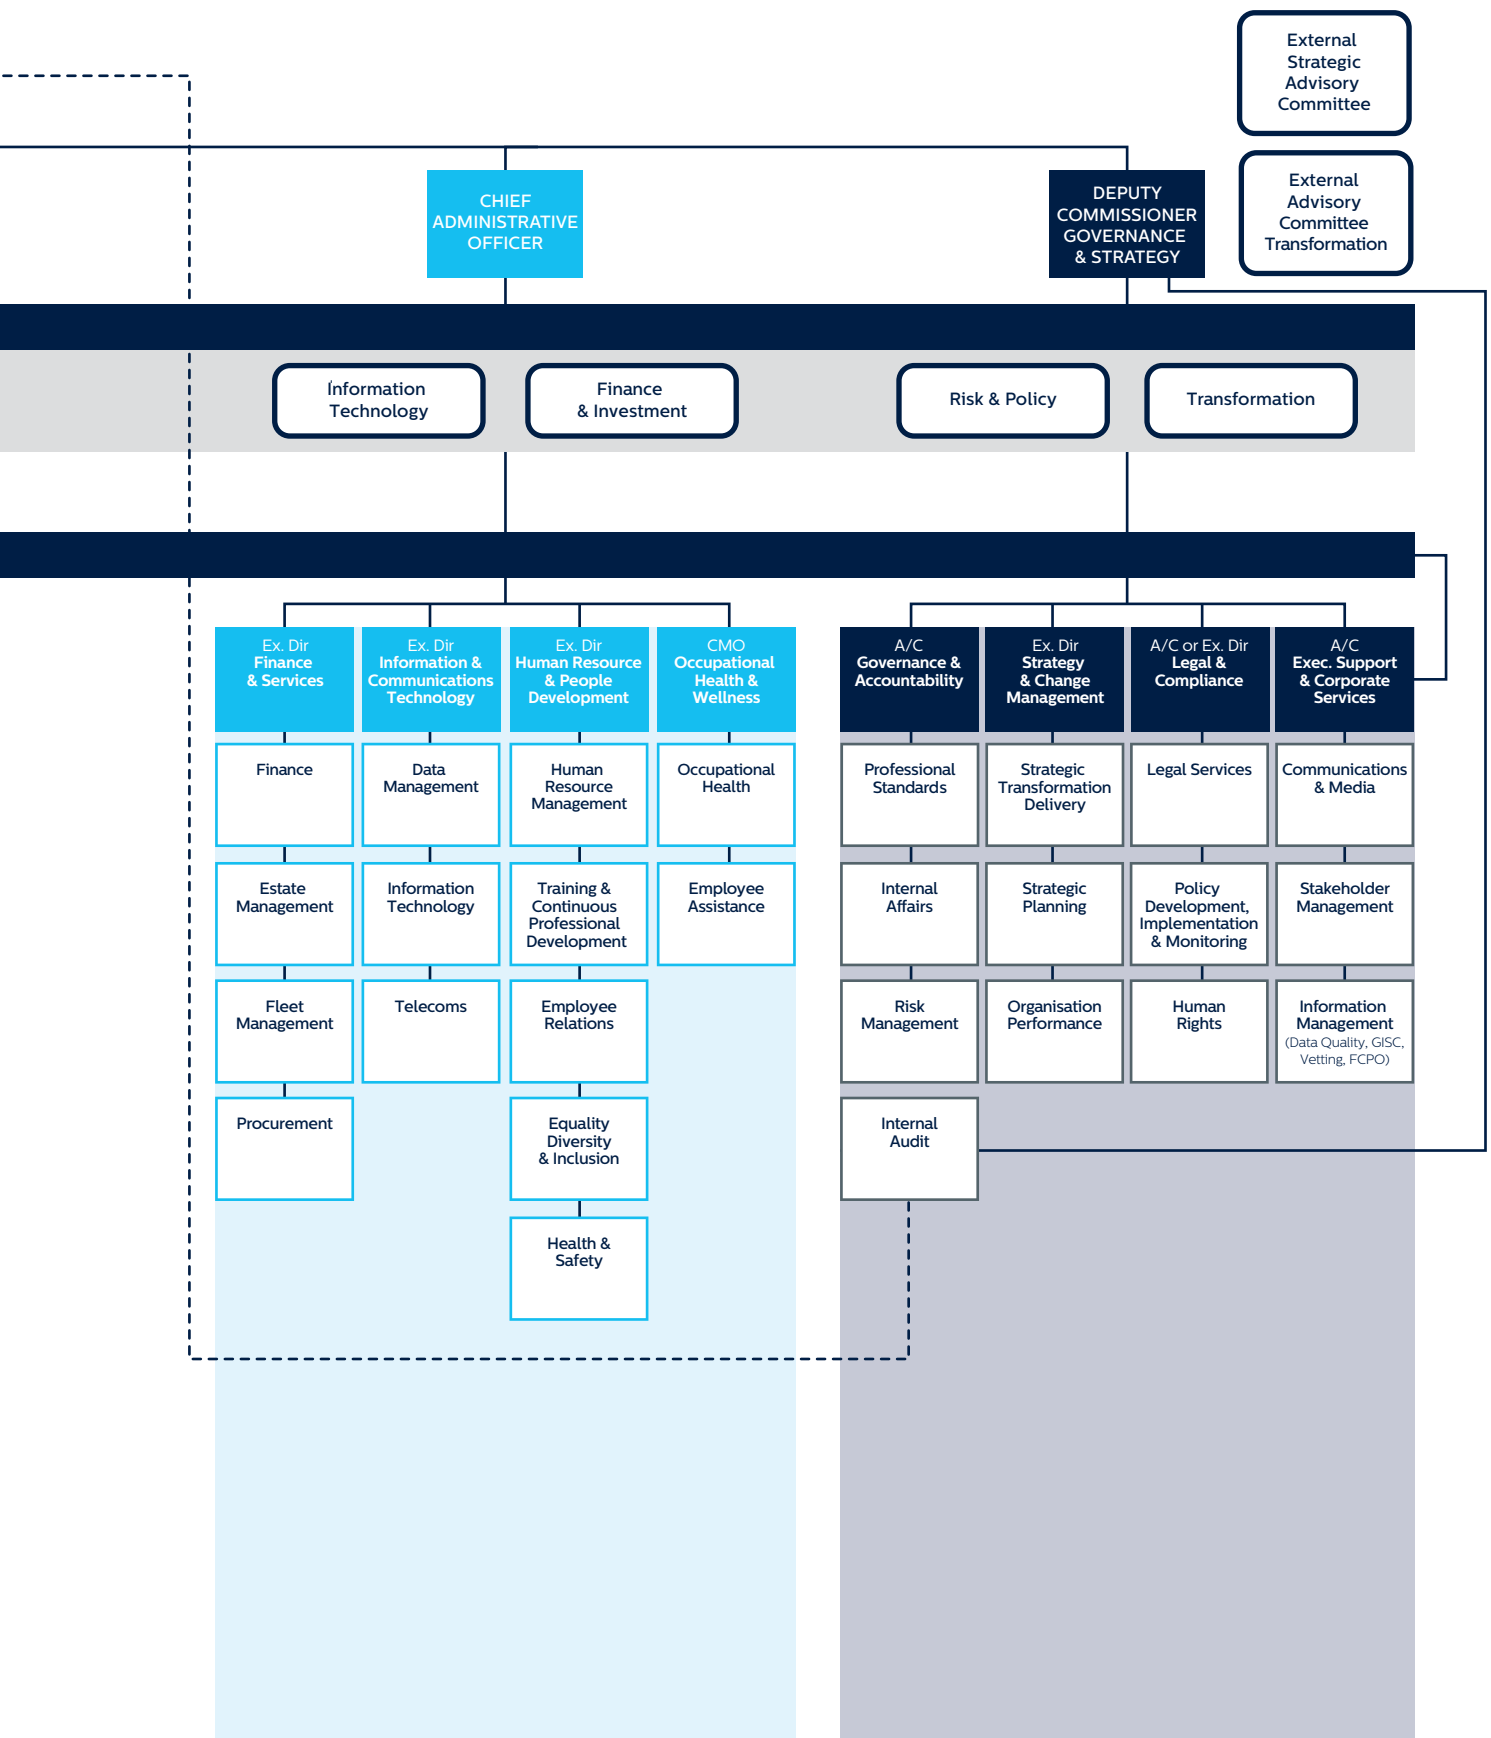 External
Strategic
Advisory
Committee
External
Advisory
Committee
Transformation
CHIEF
ADMINISTRATIVE
OFFICER
DEPUTY
COMMISSIONER
GOVERNANCE
& STRATEGY
Information
Technology
Finance
& Investment
Risk & Policy
Transformation
Ex. Dir
Finance
& Services
Ex. Dir
Information &
Communications
Technology
Ex. Dir
Human Resource
& People
Development
CMO
Occupational
Health &
Wellness
A/C
Governance &
Accountability
Ex. Dir
Strategy
& Change
Management
A/C or Ex. Dir
Legal &
Compliance
A/C
Exec. Support
& Corporate
Services
Finance
Data
Management
Human
Resource
Management
Occupational
Health
Professional
Standards
Strategic
Transformation
Delivery
Legal Services
Communications
& Media
Estate
Management
Information
Technology
Training &
Continuous
Professional
Development
Employee
Assistance
Internal
Affairs
Strategic
Planning
Policy
Development,
Implementation
& Monitoring
Stakeholder
Management
Fleet
Management
Telecoms
Employee
Relations
Risk
Management
Organisation
Performance
Human
Rights
Information
Management
(Data Quality, GISC,
Vetting, FCPO)
Procurement
Equality
Diversity
& Inclusion
Internal
Audit
Health &
Safety